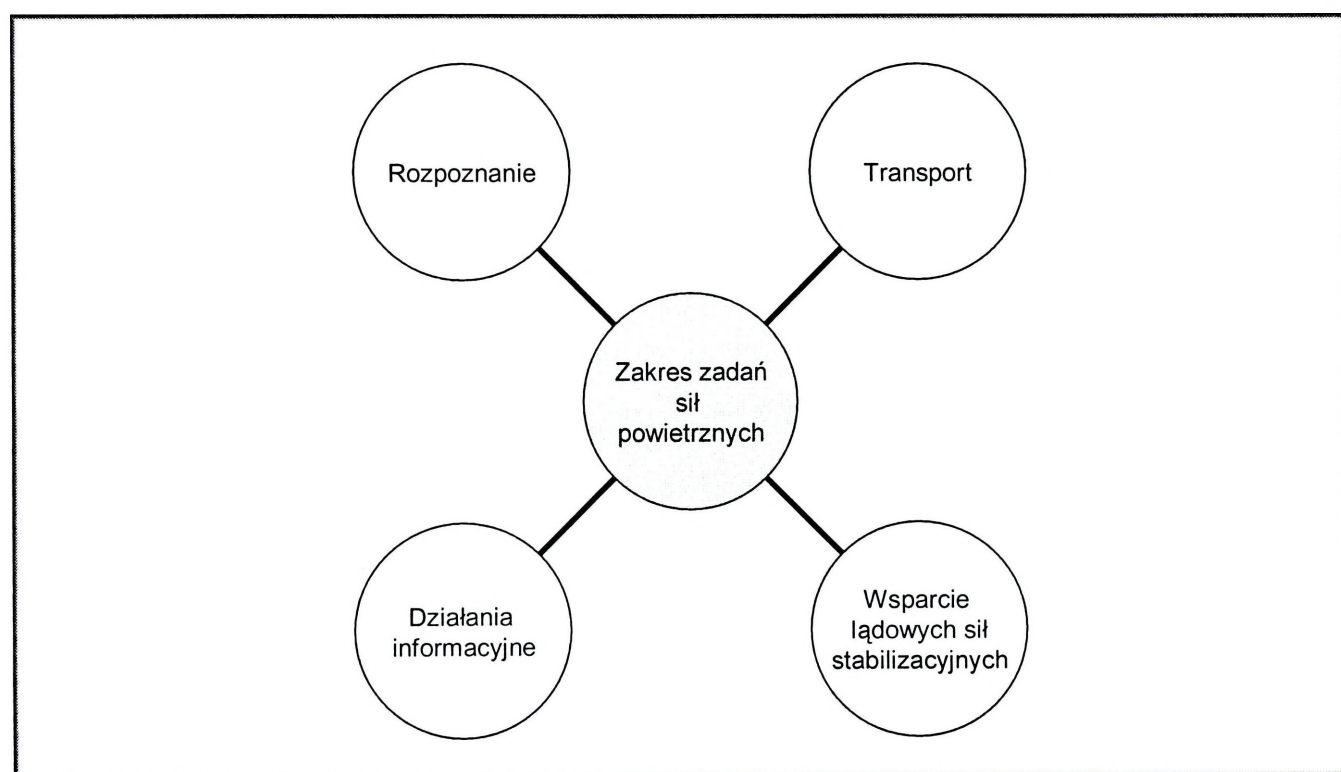 Rozpoznanie
Transport
Zakres zadań
sił
powietrznych
Działania
informacyjne
Wsparcie
lądowych sił
stabilizacyjnych